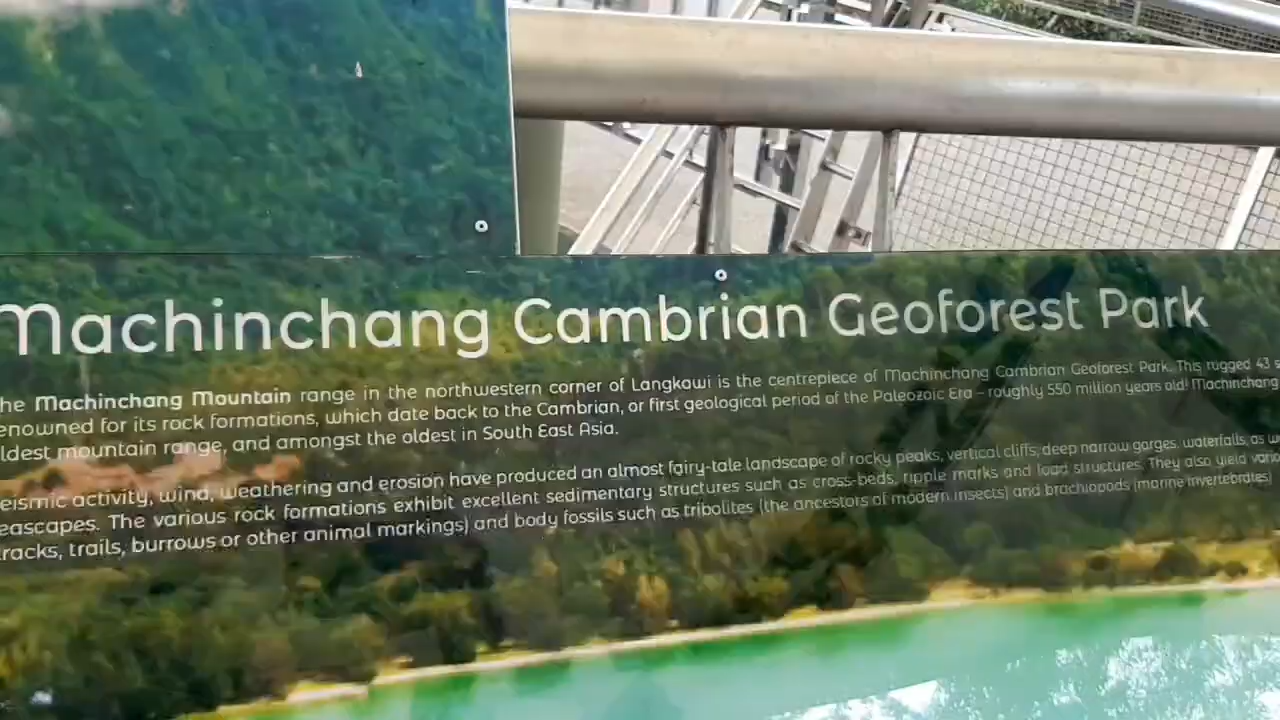 Machinchang Cambrian Geoforest Park
he Machinchang Mountain range in the northwestern corner of Langkawi is the centrepiece of Machinchang Cambrian Geoforest Park. This rugged 43 s
enowned for its rock formations, which date back to the Cambrian, or first geological period of the Paleozoic Era – roughly 550 million years old! Machinchang
ldest mountain range, and amongst the oldest in South East Asia.
eismic activity, wind, weathering and erosion have produced an almost fairy-tale landscape of rocky peaks, vertical cliffs, deep narrow gorges, waterfalls, as w
eascapes. The various rock formations exhibit excellent sedimentary structures such as cross-beds, ripple marks and load structures. They also yield vario
racks, trails, burrows or other animal markings) and body fossils such as tribolites (the ancestors of modern insects) and brachiopods (marine invertebrates)